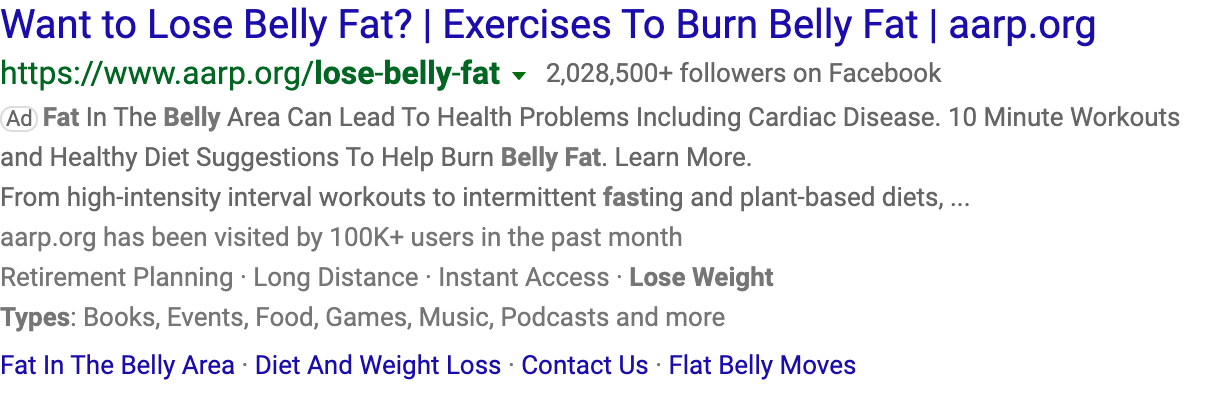 Want to Lose Belly Fat? | Exercises To Burn Belly Fat | aarp.org
https://www.aarp.org/lose-belly-fat 2,028,500+ followers on Facebook
Ad Fat In The Belly Area Can Lead To Health Problems Including Cardiac Disease. 10 Minute Workouts
and Healthy Diet Suggestions To Help Burn Belly Fat. Learn More.
From high-intensity interval workouts to intermittent fasting and plant-based diets, ...
aarp.org has been visited by 100K+ users in the past month
Retirement Planning · Long Distance · Instant Access · Lose Weight
Types: Books, Events, Food, Games, Music, Podcasts and more
Fat In The Belly Area · Diet And Weight Loss · Contact Us · Flat Belly Moves